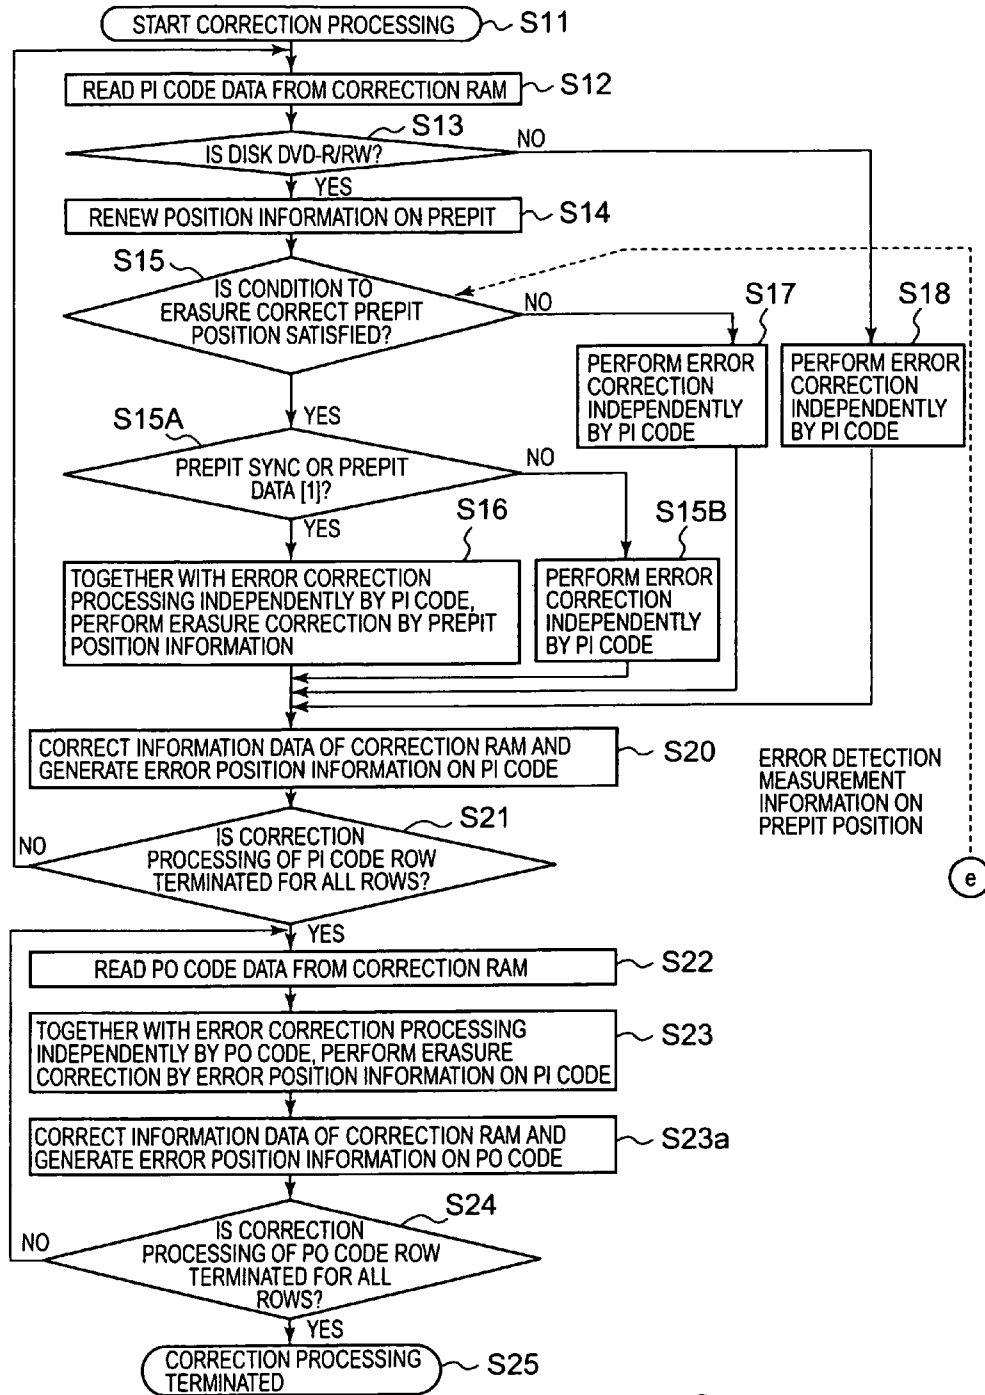 START CORRECTION PROCESSING
S11
READ PI CODE DATA FROM CORRECTION RAM
S12
S13
IS DISK DVD-R/RW?
NO
YES
RENEW POSITION INFORMATION ON PREPIT
S14
S15
IS CONDITION TO
ERASURE CORRECT PREPIT
POSITION SATISFIED?
NO
YES
S17
PERFORM ERROR
CORRECTION
INDEPENDENTLY
BY PI CODE
S18
PERFORM ERROR
CORRECTION
INDEPENDENTLY
BY PI CODE
S15A
PREPIT SYNC OR PREPIT
DATA [1]?
NO
YES
S16
TOGETHER WITH ERROR CORRECTION
PROCESSING INDEPENDENTLY BY PI CODE,
PERFORM ERASURE CORRECTION BY PREPIT
POSITION INFORMATION
S15B
PERFORM ERROR
CORRECTION
INDEPENDENTLY
BY PI CODE
CORRECT INFORMATION DATA OF CORRECTION RAM AND
GENERATE ERROR POSITION INFORMATION ON PI CODE
S20
ERROR DETECTION
MEASUREMENT
INFORMATION ON
PREPIT POSITION
e
S21
IS CORRECTION
PROCESSING OF PI CODE ROW
TERMINATED FOR ALL ROWS?
NO
YES
READ PO CODE DATA FROM CORRECTION RAM
S22
TOGETHER WITH ERROR CORRECTION PROCESSING
INDEPENDENTLY BY PO CODE, PERFORM ERASURE
CORRECTION BY ERROR POSITION INFORMATION ON PI CODE
S23
CORRECT INFORMATION DATA OF CORRECTION RAM AND
GENERATE ERROR POSITION INFORMATION ON PO CODE
S23a
S24
IS CORRECTION
PROCESSING OF PO CODE ROW
TERMINATED FOR ALL
ROWS?
NO
YES
CORRECTION PROCESSING
TERMINATED
S25